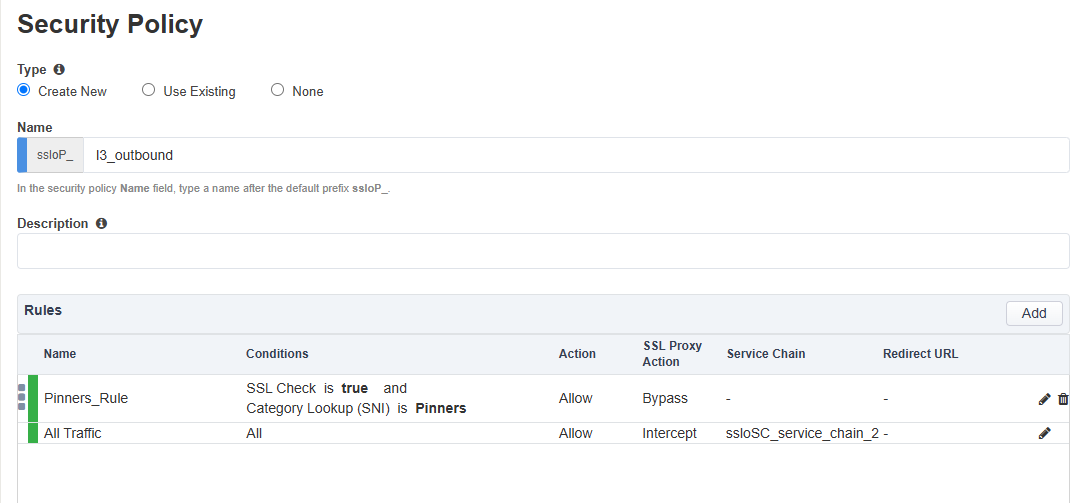 Security Policy
Type
Create New Use Existing None
Name
ssloP_ l3_outbound
In the security policy Name field, type a name after the default prefix ssloP_.
Description
Rules Add
Name Conditions Action SSL Proxy Action Service Chain Redirect URL
Pinners_Rule SSL Check is true and Allow Bypass - -
Category Lookup (SNI) is Pinners
All Traffic All Allow Intercept ssloSC_service_chain_2 -